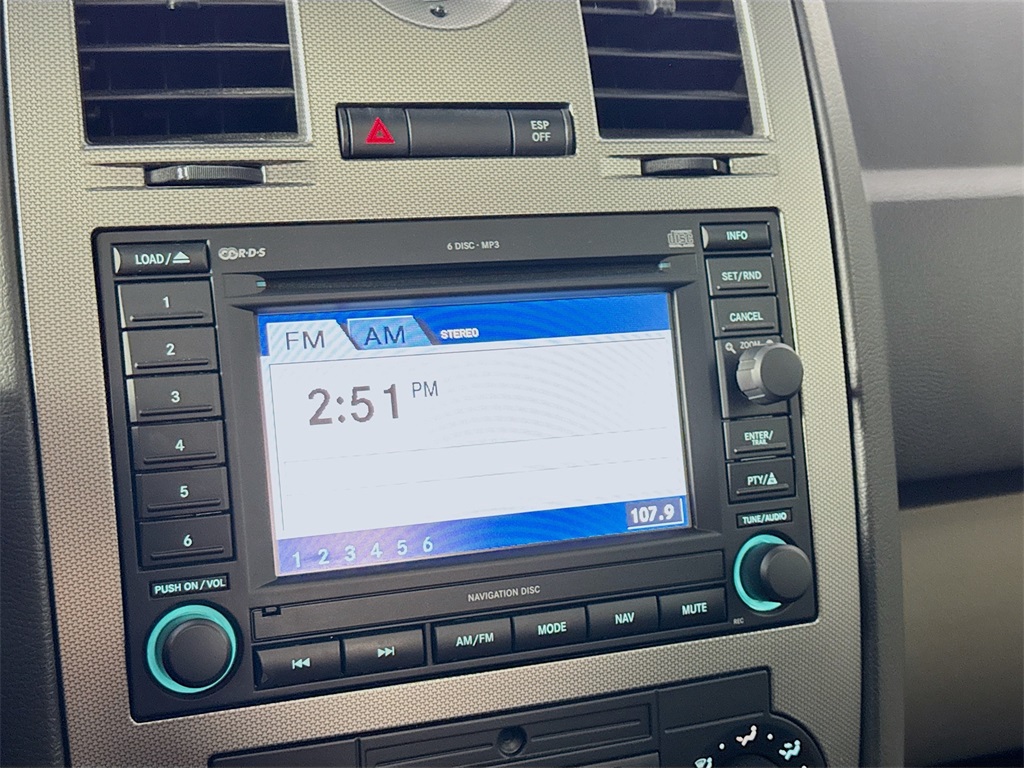 ESP
OFF
LOAD/
R·D·S
6 DISC · MP3
INFO
1
2
3
4
5
6
SET/RND
CANCEL
ZOOM
ENTER/
TRAIL
PTY/
TUNE/AUDIO
FM
AM
STEREO
2:51 PM
107.9
1 2 3 4 5 6
PUSH ON / VOL
NAVIGATION DISC
AM/FM
MODE
NAV
MUTE
REC